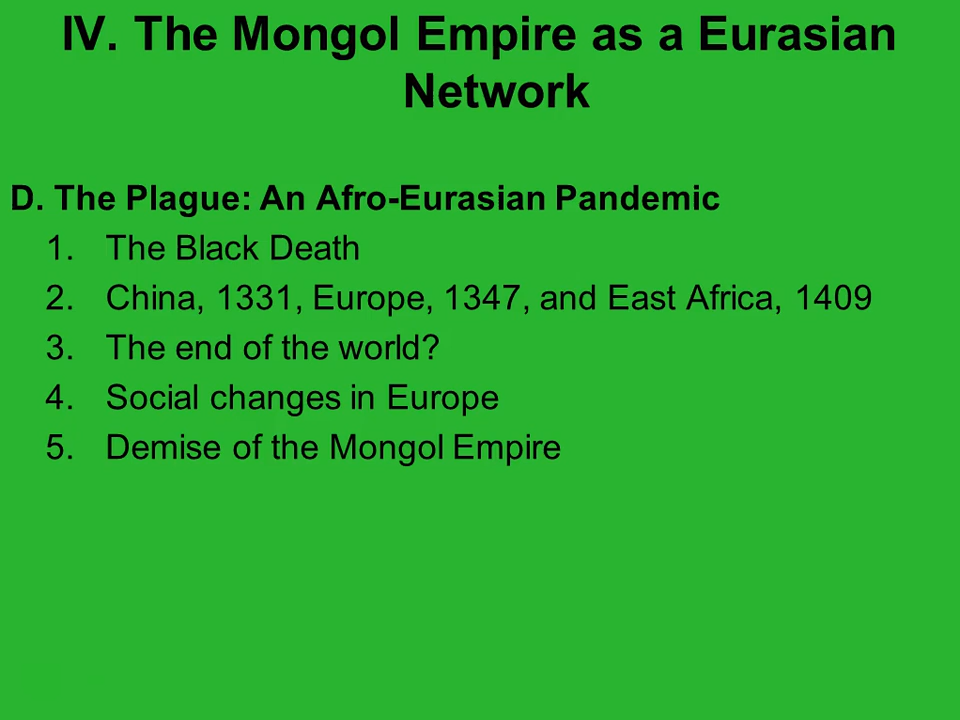 IV. The Mongol Empire as a Eurasian
Network
D. The Plague: An Afro-Eurasian Pandemic
1. The Black Death
2. China, 1331, Europe, 1347, and East Africa, 1409
3. The end of the world?
4. Social changes in Europe
5. Demise of the Mongol Empire